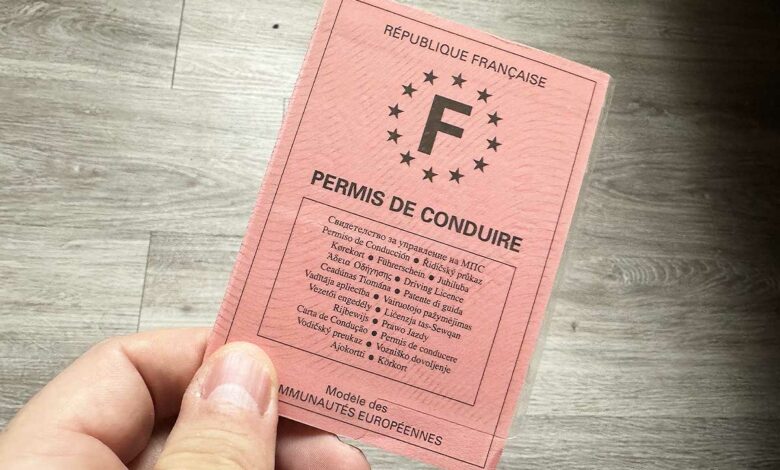 RÉPUBLIQUE FRANÇAISE
F
PERMIS DE CONDUIRE
Свидетелство за управление на МПС
Permiso de Conducción ● Řidičský průkaz
Kørekort ● Führerschein ● Juhiluba
Άδεια Οδήγησης ● Driving Licence
Ceadúnas Tiomána ● Patente di guida
Vadītāja apliecība ● Vairuotojo pažymėjimas
Vezetői engedély ● Liċenzja tas-Sewqan
Rijbewijs ● Prawo Jazdy
Carta de Condução ● Permis de conducere
Vodičský preukaz ● Vozniško dovoljenje
Ajokortti ● Körkort
Modèle des
MMUNAUTÉS EUROPÉENNES